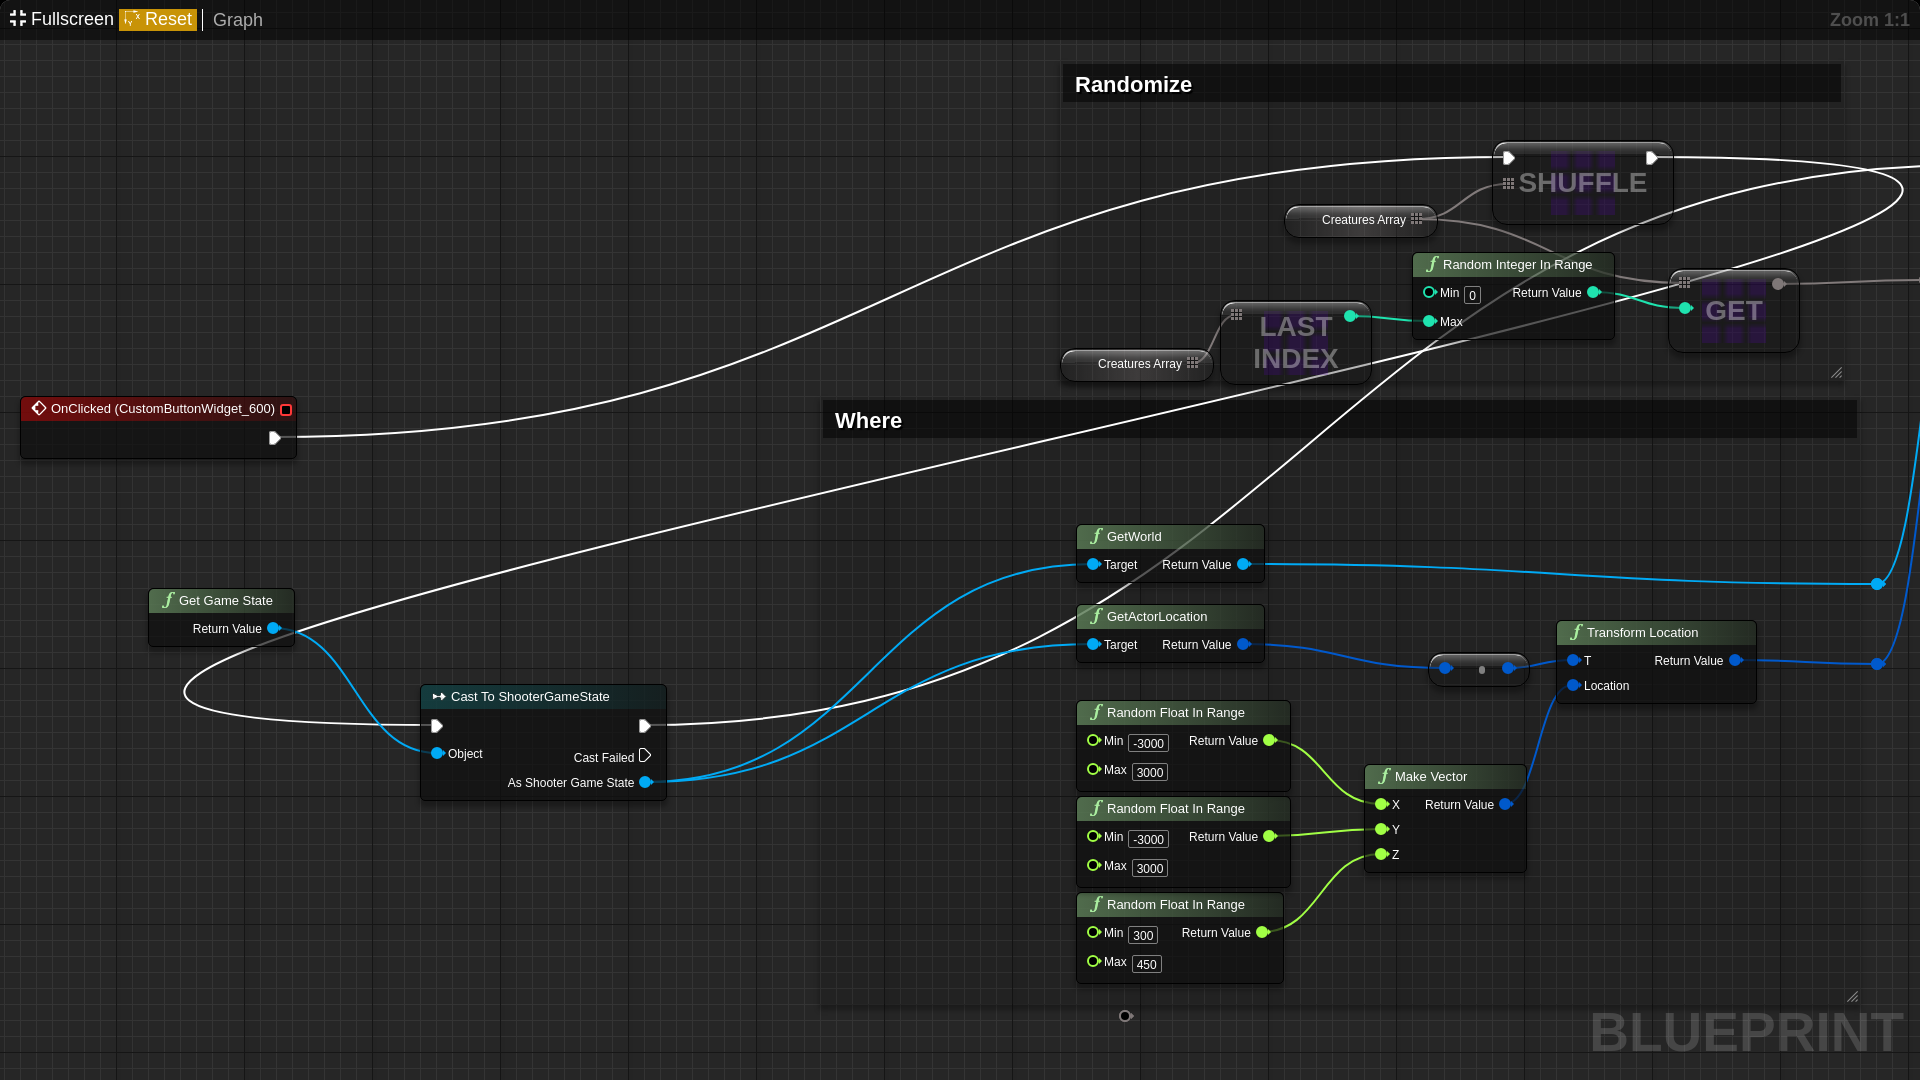 Fullscreen Reset Graph Zoom 1:1
Randomize
SHUFFLE
Creatures Array
Random Integer In Range
Min 0 Return Value
Max
GET
LAST
INDEX
Creatures Array
OnClicked (CustomButtonWidget_600)
Where
GetWorld
Target Return Value
Get Game State
Return Value
GetActorLocation
Target Return Value
Transform Location
T Return Value
Location
Cast To ShooterGameState
Object
Cast Failed
As Shooter Game State
Random Float In Range
Min -3000 Return Value
Max 3000
Make Vector
X Return Value
Y
Z
Random Float In Range
Min -3000 Return Value
Max 3000
Random Float In Range
Min 300 Return Value
Max 450
BLUEPRINT